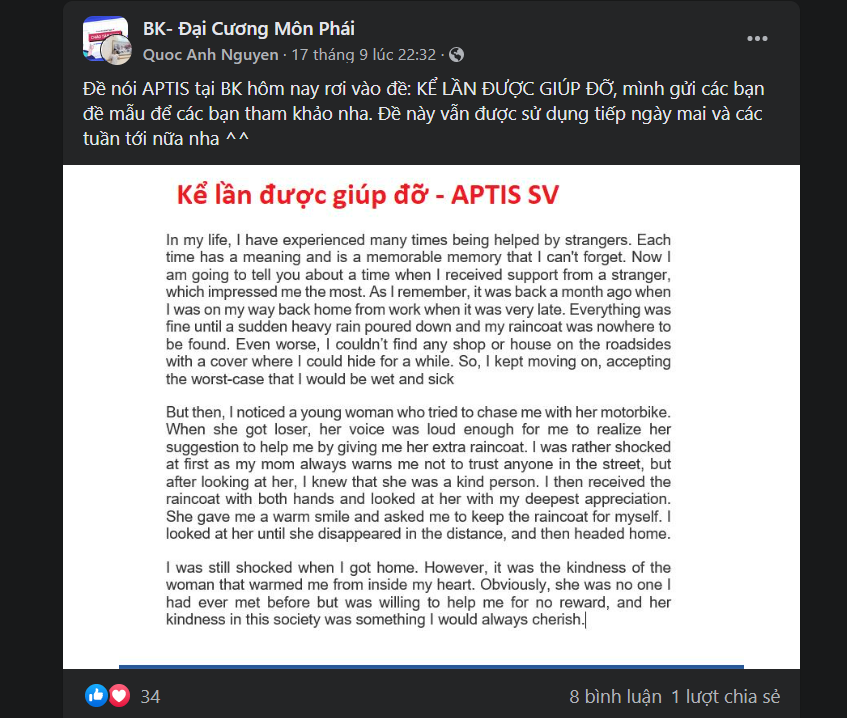 BK- Đại Cương Môn Phái
Quoc Anh Nguyen · 17 tháng 9 lúc 22:32 ·
Đề nói APTIS tại BK hôm nay rơi vào đề: KỂ LẦN ĐƯỢC GIÚP ĐỠ, mình gửi các bạn
đề mẫu để các bạn tham khảo nha. Đề này vẫn được sử dụng tiếp ngày mai và các
tuần tới nữa nha ^^
Kể lần được giúp đỡ - APTIS SV
In my life, I have experienced many times being helped by strangers. Each
time has a meaning and is a memorable memory that I can't forget. Now I
am going to tell you about a time when I received support from a stranger,
which impressed me the most. As I remember, it was back a month ago when
I was on my way back home from work when it was very late. Everything was
fine until a sudden heavy rain poured down and my raincoat was nowhere to
be found. Even worse, I couldn't find any shop or house on the roadsides
with a cover where I could hide for a while. So, I kept moving on, accepting
the worst-case that I would be wet and sick
But then, I noticed a young woman who tried to chase me with her motorbike.
When she got loser, her voice was loud enough for me to realize her
suggestion to help me by giving me her extra raincoat. I was rather shocked
at first as my mom always warns me not to trust anyone in the street, but
after looking at her, I knew that she was a kind person. I then received the
raincoat with both hands and looked at her with my deepest appreciation.
She gave me a warm smile and asked me to keep the raincoat for myself. I
looked at her until she disappeared in the distance, and then headed home.
I was still shocked when I got home. However, it was the kindness of the
woman that warmed me from inside my heart. Obviously, she was no one I
had ever met before but was willing to help me for no reward, and her
kindness in this society was something I would always cherish.
34
8 bình luận 1 lượt chia sẻ